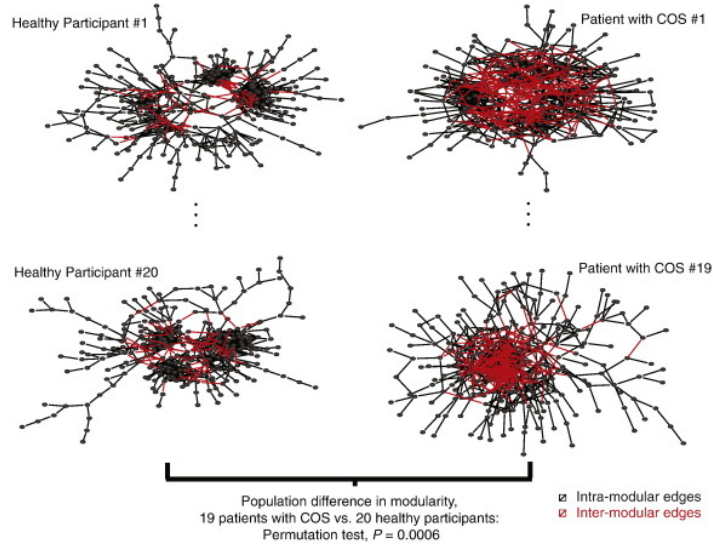 Healthy Participant #1
Patient with COS #1
Healthy Participant #20
Patient with COS #19
Population difference in modularity,
19 patients with COS vs. 20 healthy participants:
Permutation test, P = 0.0006
Intra-modular edges
Inter-modular edges